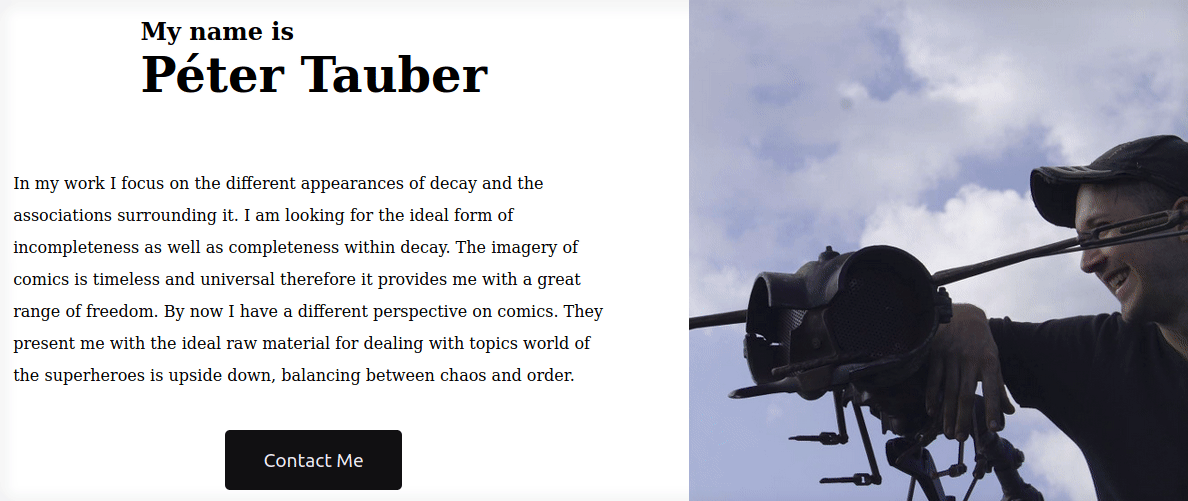 My name is
Péter Tauber
In my work I focus on the different appearances of decay and the
associations surrounding it. I am looking for the ideal form of
incompleteness as well as completeness within decay. The imagery of
comics is timeless and universal therefore it provides me with a great
range of freedom. By now I have a different perspective on comics. They
present me with the ideal raw material for dealing with topics world of
the superheroes is upside down, balancing between chaos and order.
Contact Me